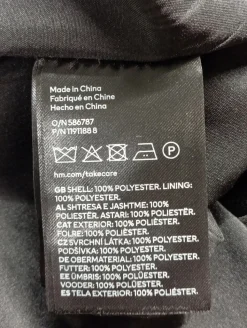 Made in China
Fabriqué en Chine
Hecho en China
O/N 586787
P/N 1191188 8
hm.com/takecare
GB SHELL: 100% POLYESTER. LINING:
100% POLYESTER.
AL SHTRESA E JASHTME: 100%
POLIESTËR. ASTARI: 100% POLIESTËR.
CAT EXTERIOR: 100% POLIÈSTER.
FOLRE: 100% POLIÈSTER.
CZ SVRCHNÍ LÁTKA: 100% POLYESTER.
PODŠÍVKA: 100% POLYESTER.
DE OBERMATERIAL: 100% POLYESTER.
FUTTER: 100% POLYESTER.
EE ÜMBRIS: 100% POLÜESTER.
VOODER: 100% POLÜESTER.
ES TELA EXTERIOR: 100% POLIÉSTER.